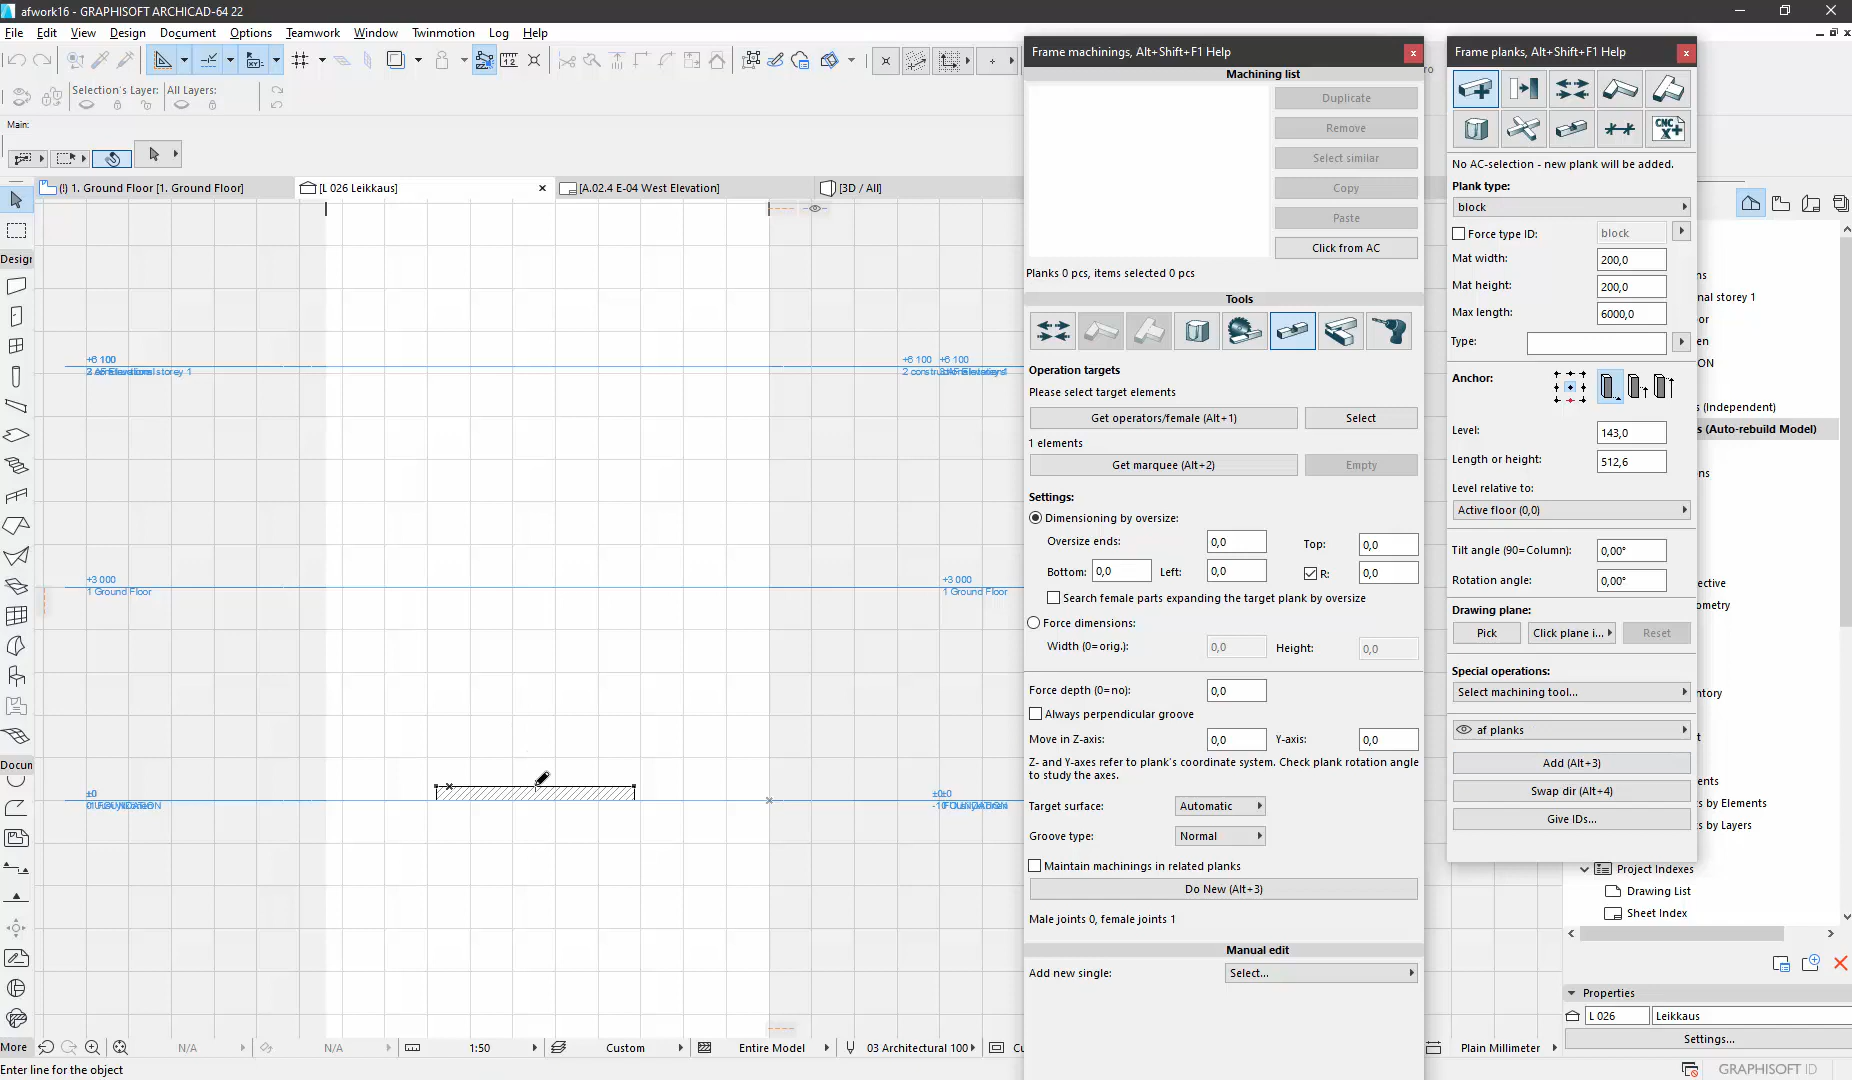 afwork16 - GRAPHISOFT ARCHICAD-64 22
File Edit View Design Document Options Teamwork Window Twinmotion Log Help
Selection's Layer: All Layers:
Main:
(!) 1. Ground Floor [1. Ground Floor]
[L 026 Leikkaus]
[A.02.4 E-04 West Elevation]
[3D / All]
Design
+6 100
+6 100 +6 100
+3 000
1 Ground Floor
+3 000
1 Ground Floor
±0
±0
More
N/A
N/A
1:50
Custom
Entire Model
03 Architectural 100
Plain Millimeter
Enter line for the object
GRAPHISOFT ID
Frame machinings, Alt+Shift+F1 Help
Machining list
Duplicate
Remove
Select similar
Copy
Paste
Click from AC
Planks 0 pcs, items selected 0 pcs
Tools
Operation targets
Please select target elements
Get operators/female (Alt+1)
Select
1 elements
Get marquee (Alt+2)
Empty
Settings:
Dimensioning by oversize:
Oversize ends: 0,0 Top: 0,0
Bottom: 0,0 Left: 0,0 R: 0,0
Search female parts expanding the target plank by oversize
Force dimensions:
Width (0=orig.): 0,0 Height: 0,0
Force depth (0=no): 0,0
Always perpendicular groove
Move in Z-axis: 0,0 Y-axis: 0,0
Z- and Y-axes refer to plank's coordinate system. Check plank rotation angle
to study the axes.
Target surface: Automatic
Groove type: Normal
Maintain machinings in related planks
Do New (Alt+3)
Male joints 0, female joints 1
Manual edit
Add new single: Select...
Frame planks, Alt+Shift+F1 Help
CNC
No AC-selection - new plank will be added.
Plank type:
block
Force type ID: block
Mat width: 200,0
Mat height: 200,0
Max length: 6000,0
Type:
Anchor:
Level: 143,0
Length or height: 512,6
Level relative to:
Active floor (0,0)
Tilt angle (90=Column): 0,00°
Rotation angle: 0,00°
Drawing plane:
Pick
Click plane i...
Reset
Special operations:
Select machining tool...
af planks
Add (Alt+3)
Swap dir (Alt+4)
Give IDs...
nal storey 1
(Independent)
(Auto-rebuild Model)
by Elements
by Layers
Project Indexes
Drawing List
Sheet Index
Properties
L 026 Leikkaus
Settings...